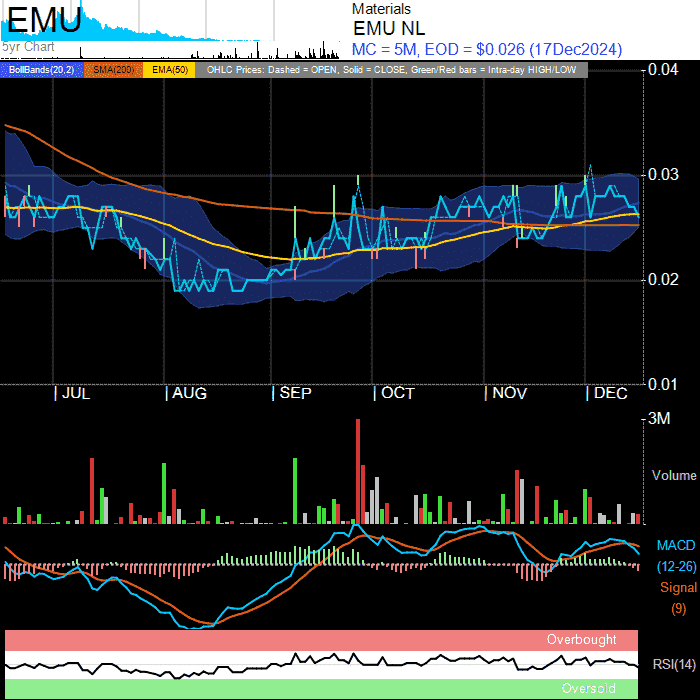 EMU
5yr Chart
Materials
EMU NL
MC = 5M, EOD = $0.026 (17Dec2024)
BollBands(20,2) SMA(200) EMA(50) OHLC Prices: Dashed = OPEN, Solid = CLOSE, Green/Red bars = Intra-day HIGH/LOW
0.04
0.03
0.02
0.01
| JUL | AUG | SEP | OCT | NOV | DEC
3M
Volume
MACD
(12-26)
Signal
(9)
Overbought
RSI(14)
Oversold